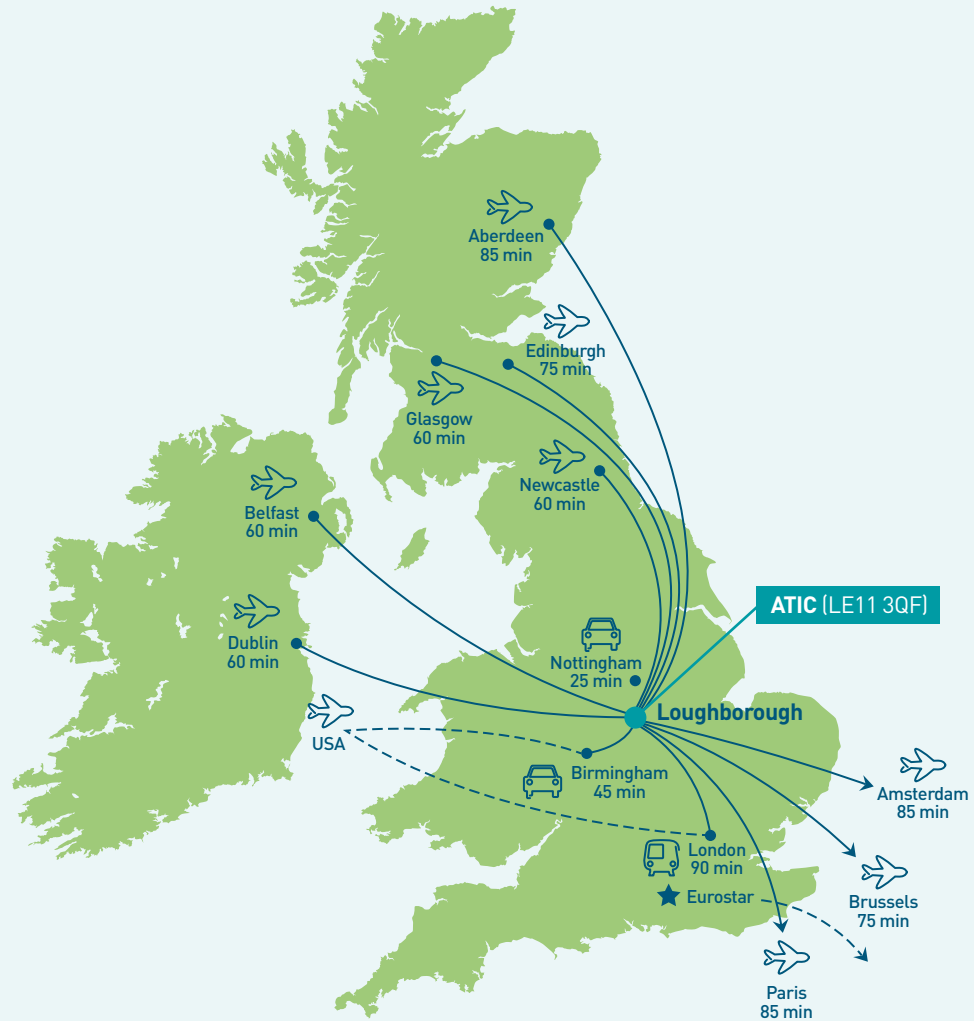 Aberdeen
85 min
Edinburgh
75 min
Glasgow
60 min
Newcastle
60 min
Belfast
60 min
ATIC (LE11 3QF)
Dublin
60 min
Nottingham
25 min
Loughborough
USA
Birmingham
45 min
Amsterdam
85 min
London
90 min
Eurostar
Brussels
75 min
Paris
85 min